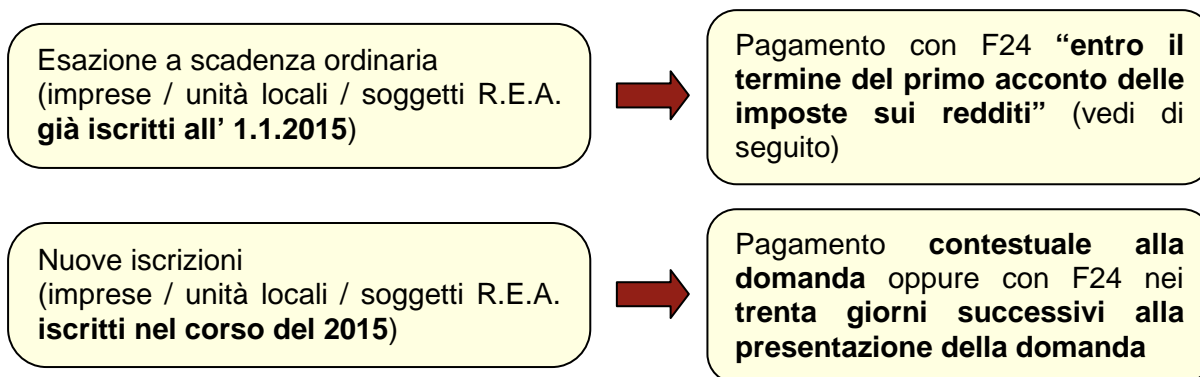 Esazione a scadenza ordinaria
(imprese / unità locali / soggetti R.E.A.
già iscritti all’ 1.1.2015)
Pagamento con F24 “entro il
termine del primo acconto delle
imposte sui redditi” (vedi di
seguito)
Nuove iscrizioni
(imprese / unità locali / soggetti R.E.A.
iscritti nel corso del 2015)
Pagamento contestuale alla
domanda oppure con F24 nei
trenta giorni successivi alla
presentazione della domanda